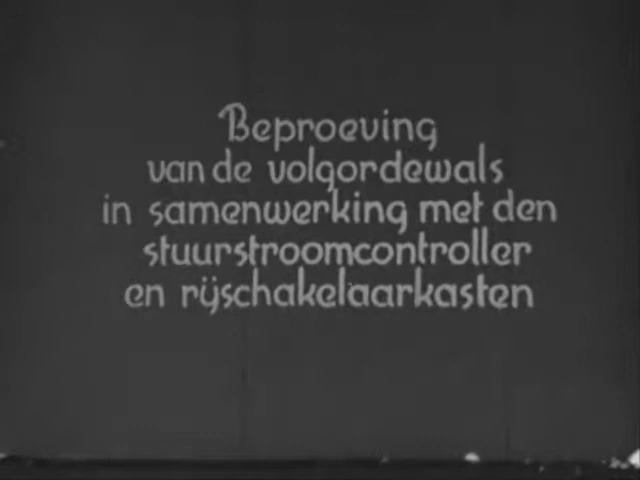 Beproeving
van de volgordewals
in samenwerking met den
stuurstroomcontroller
en rijschakelaarkasten